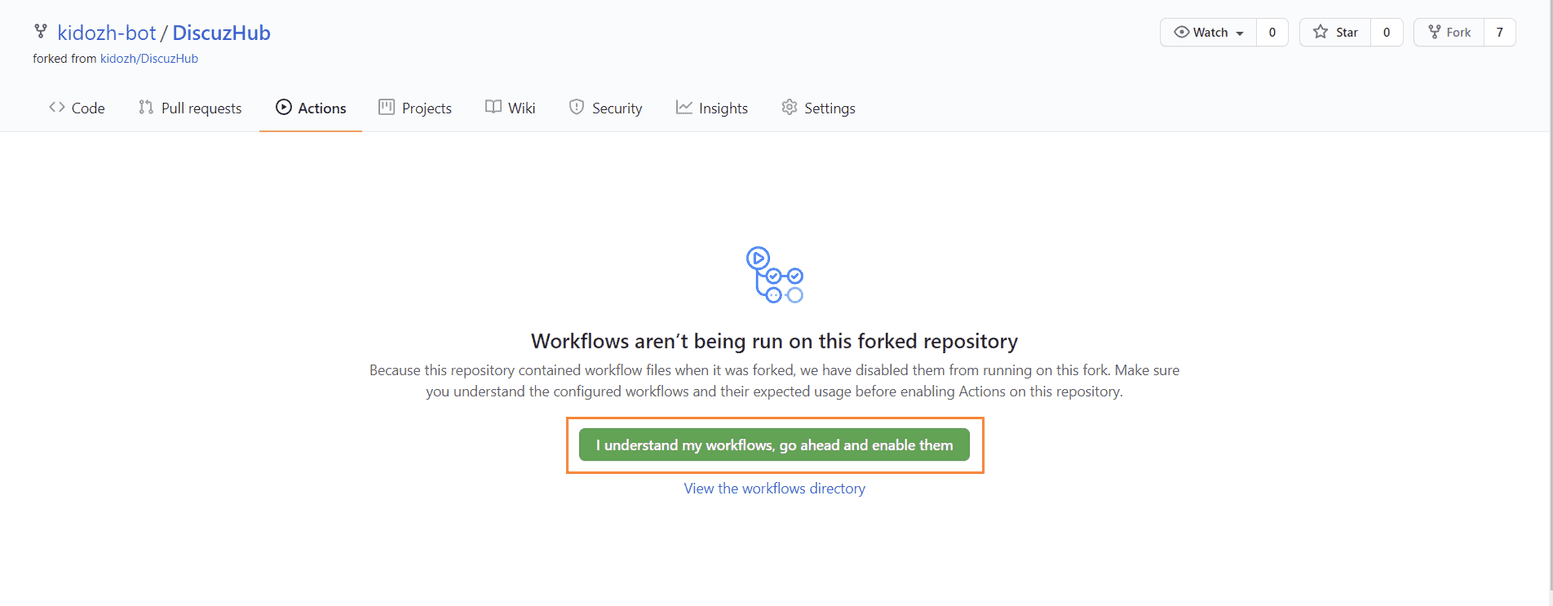 kidozh-bot / DiscuzHub
Watch 0 Star 0 Fork 7
forked from kidozh/DiscuzHub
Code Pull requests Actions Projects Wiki Security Insights Settings
Workflows aren’t being run on this forked repository
Because this repository contained workflow files when it was forked, we have disabled them from running on this fork. Make sure
you understand the configured workflows and their expected usage before enabling Actions on this repository.
I understand my workflows, go ahead and enable them
View the workflows directory